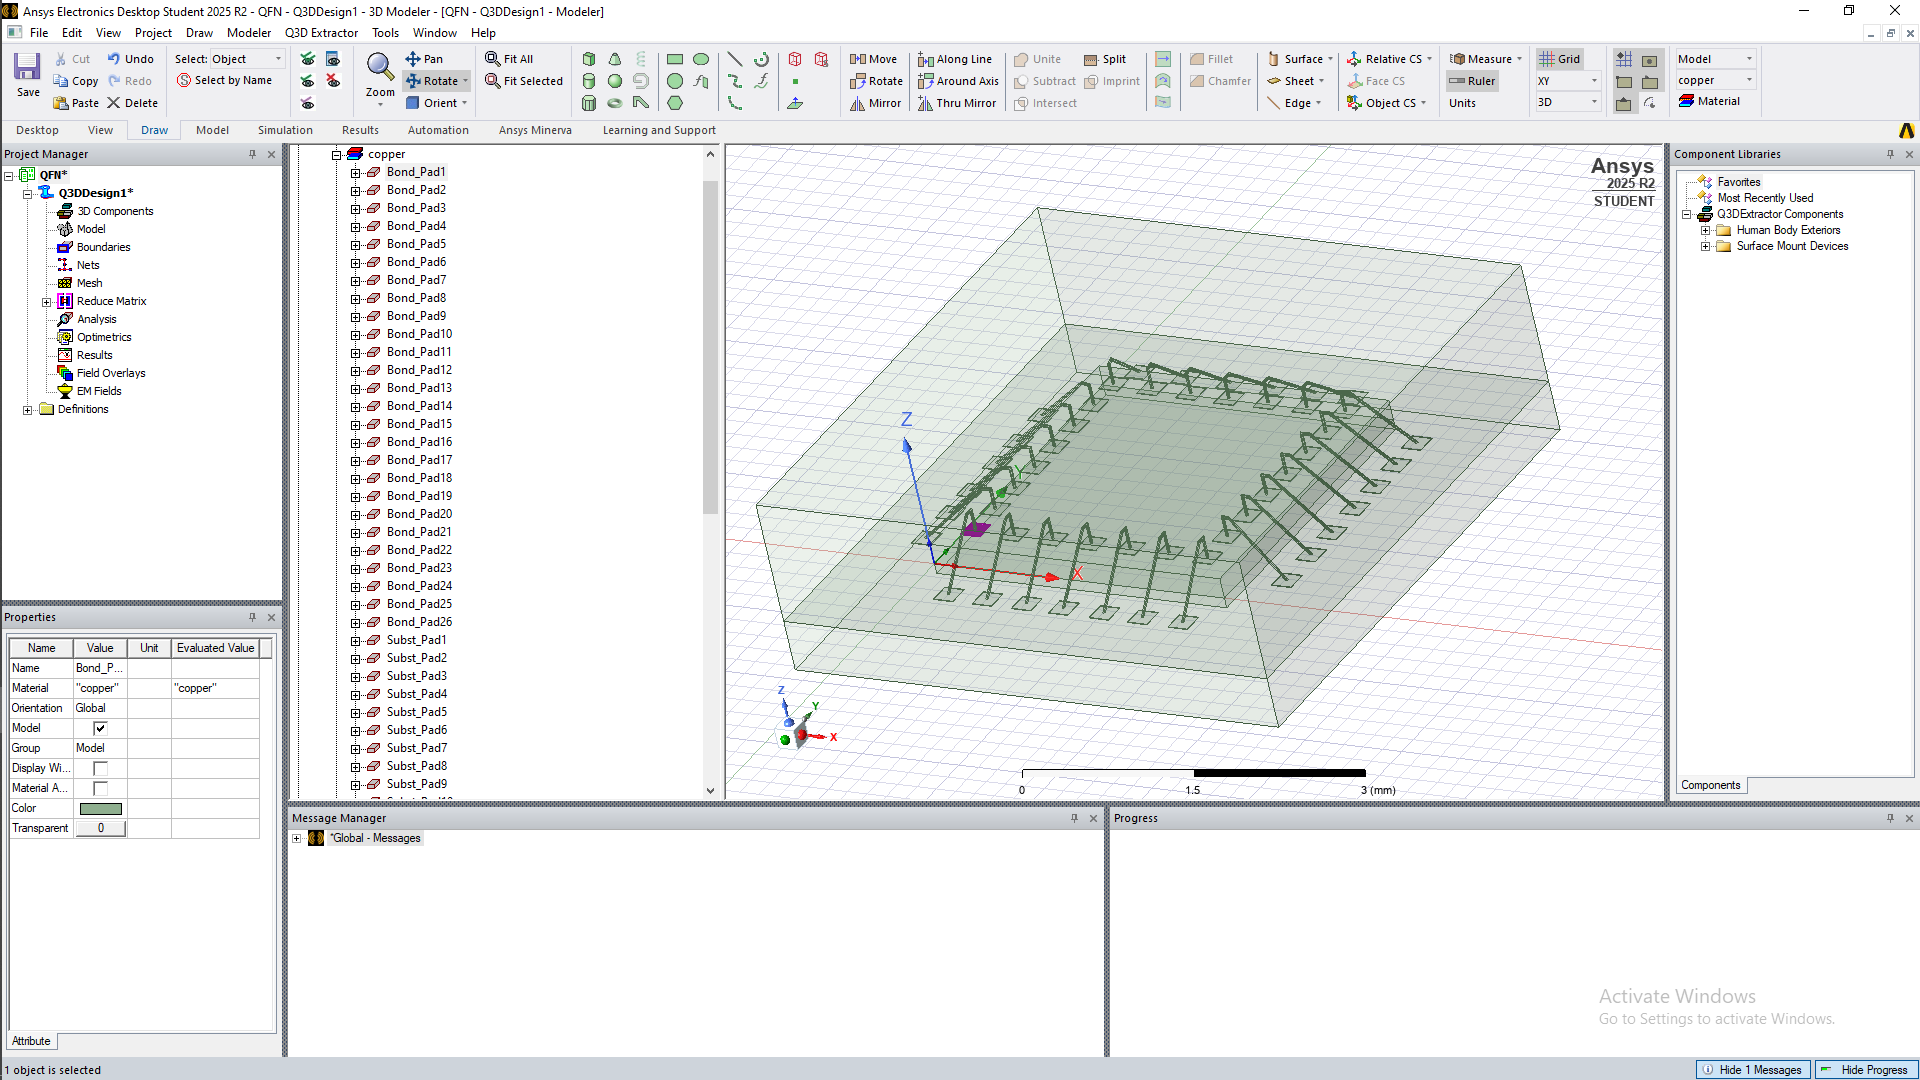 Ansys Electronics Desktop Student 2025 R2 - QFN - Q3DDesign1 - 3D Modeler - [QFN - Q3DDesign1 - Modeler]
File Edit View Project Draw Modeler Q3D Extractor Tools Window Help
Save
Cut
Copy
Paste
Undo
Redo
Delete
Select: Object
Select by Name
Zoom
Pan
Rotate
Orient
Fit All
Fit Selected
Move
Rotate
Mirror
Along Line
Around Axis
Thru Mirror
Unite
Subtract
Intersect
Split
Imprint
Fillet
Chamfer
Surface
Sheet
Edge
Relative CS
Face CS
Object CS
Measure
Ruler
Units
Grid
XY
3D
Model
copper
Material
Desktop View Draw Model Simulation Results Automation Ansys Minerva Learning and Support
Project Manager
QFN*
Q3DDesign1*
3D Components
Model
Boundaries
Nets
Mesh
Reduce Matrix
Analysis
Optimetrics
Results
Field Overlays
EM Fields
Definitions
Properties
Name Value Unit Evaluated Value
Name Bond_P...
Material "copper" "copper"
Orientation Global
Model
Group Model
Display Wi...
Material A...
Color
Transparent 0
Attribute
copper
Bond_Pad1
Bond_Pad2
Bond_Pad3
Bond_Pad4
Bond_Pad5
Bond_Pad6
Bond_Pad7
Bond_Pad8
Bond_Pad9
Bond_Pad10
Bond_Pad11
Bond_Pad12
Bond_Pad13
Bond_Pad14
Bond_Pad15
Bond_Pad16
Bond_Pad17
Bond_Pad18
Bond_Pad19
Bond_Pad20
Bond_Pad21
Bond_Pad22
Bond_Pad23
Bond_Pad24
Bond_Pad25
Bond_Pad26
Subst_Pad1
Subst_Pad2
Subst_Pad3
Subst_Pad4
Subst_Pad5
Subst_Pad6
Subst_Pad7
Subst_Pad8
Subst_Pad9
Ansys
2025 R2
STUDENT
Z
Y
X
Z
Y
X
0 1.5 3 (mm)
Component Libraries
Favorites
Most Recently Used
Q3DExtractor Components
Human Body Exteriors
Surface Mount Devices
Components
Message Manager
*Global - Messages
Progress
Activate Windows
Go to Settings to activate Windows.
1 object is selected
Hide 1 Messages
Hide Progress